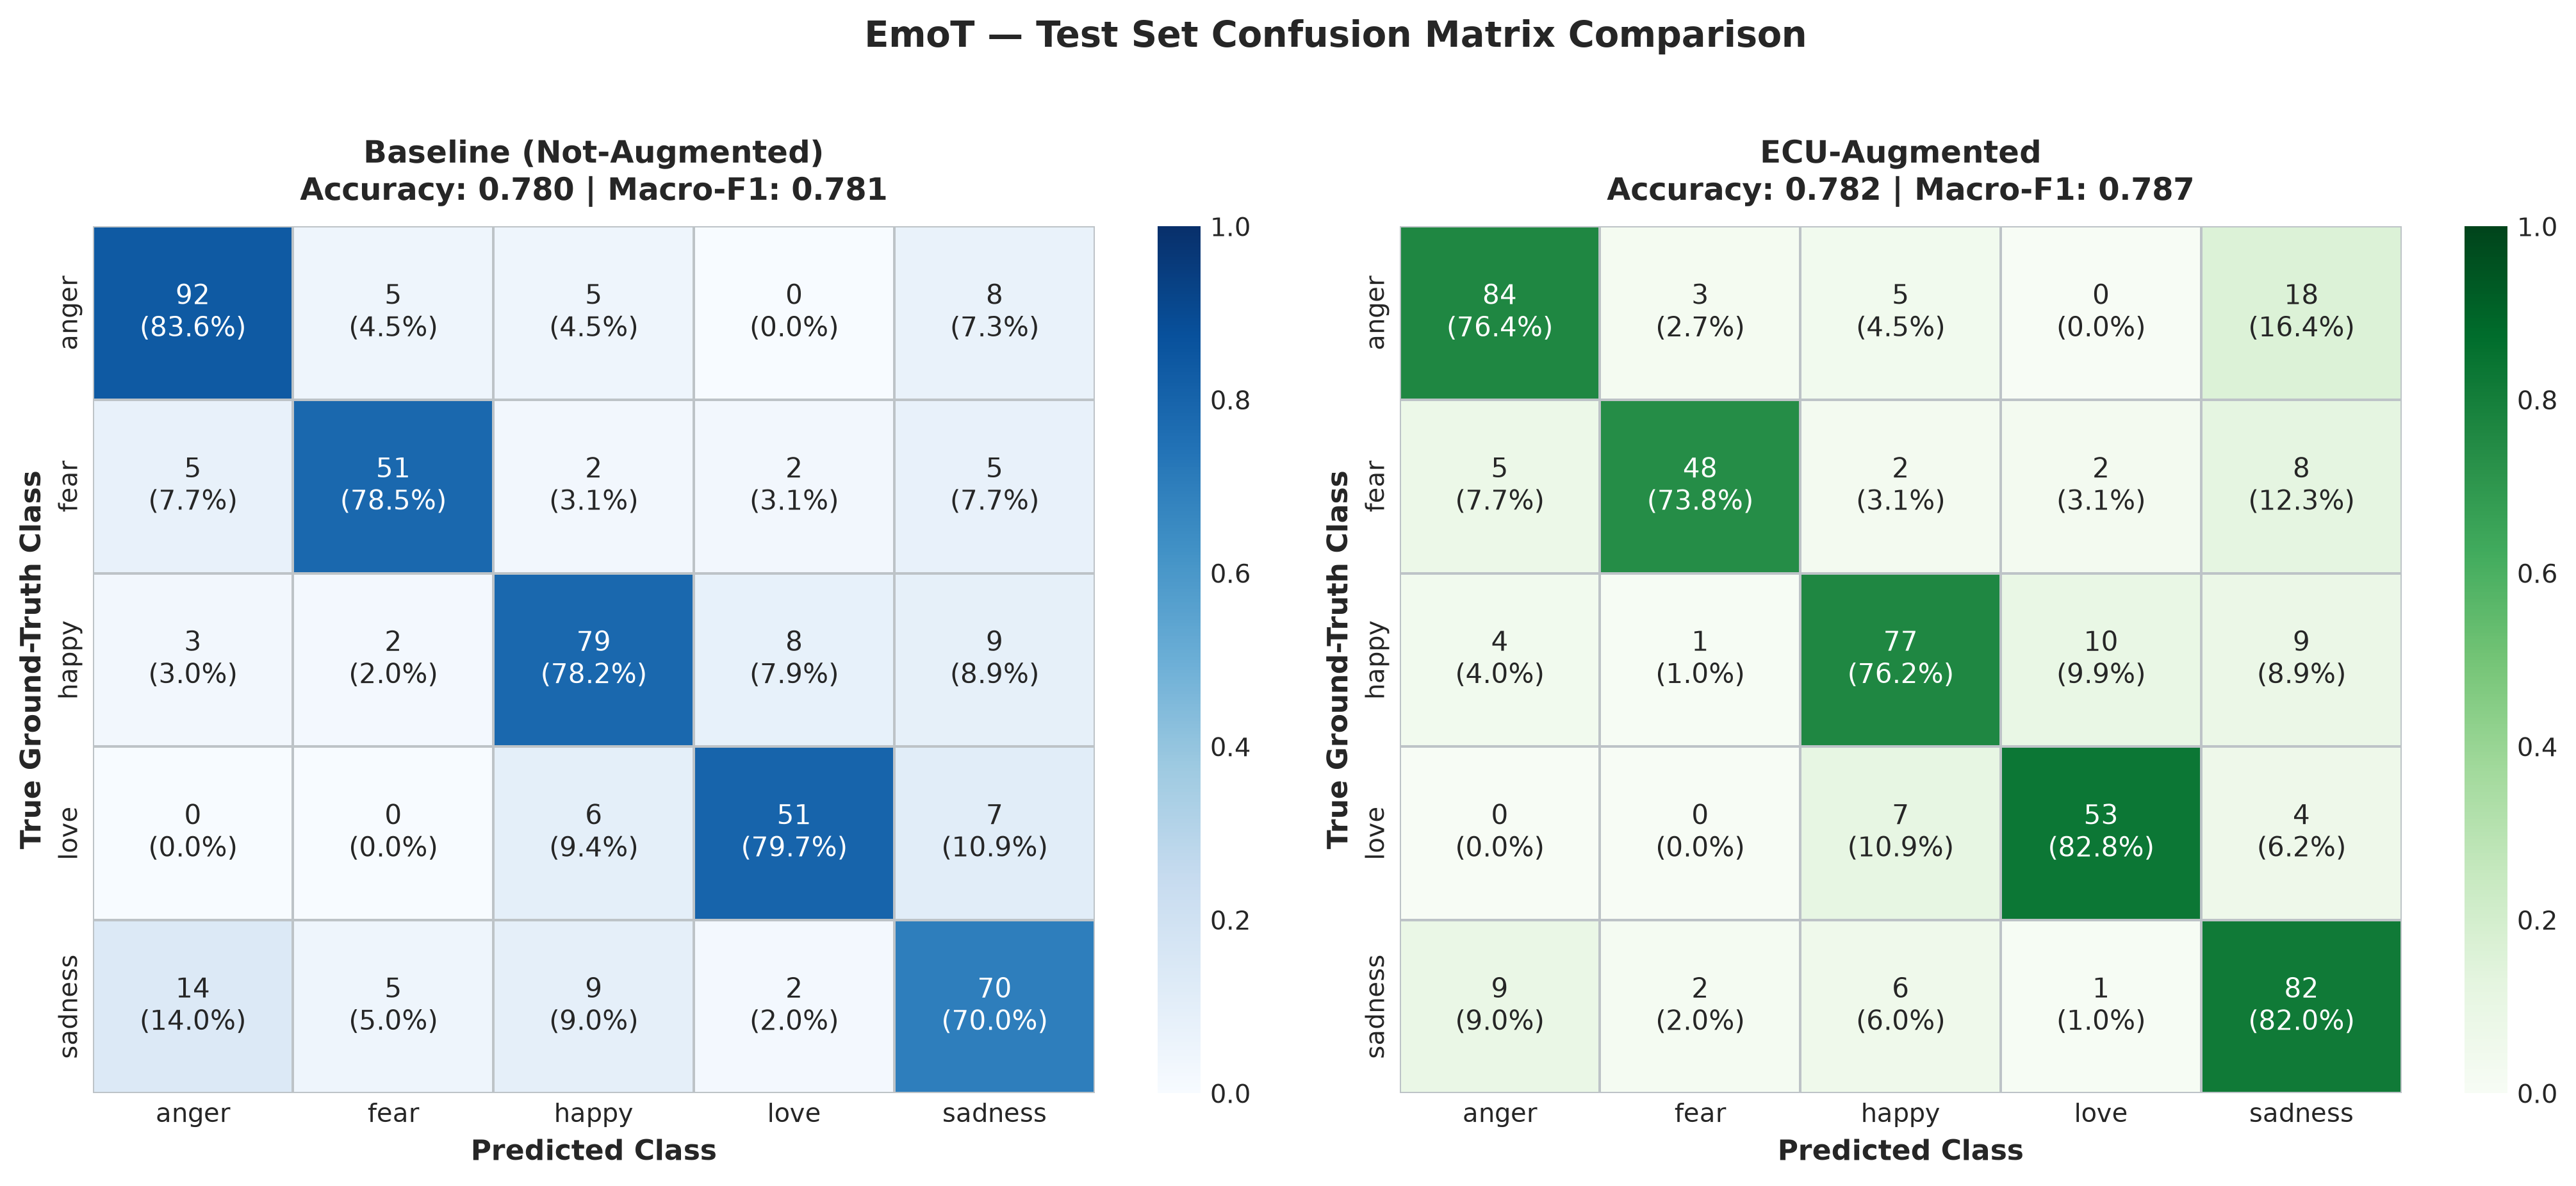 EmoT — Test Set Confusion Matrix Comparison
Baseline (Not-Augmented)
Accuracy: 0.780 | Macro-F1: 0.781
True Ground-Truth Class
anger
92 5 5 0 8
(83.6%) (4.5%) (4.5%) (0.0%) (7.3%)
fear
5 51 2 2 5
(7.7%) (78.5%) (3.1%) (3.1%) (7.7%)
happy
3 2 79 8 9
(3.0%) (2.0%) (78.2%) (7.9%) (8.9%)
love
0 0 6 51 7
(0.0%) (0.0%) (9.4%) (79.7%) (10.9%)
sadness
14 5 9 2 70
(14.0%) (5.0%) (9.0%) (2.0%) (70.0%)
anger fear happy love sadness
Predicted Class
1.0
0.8
0.6
0.4
0.2
0.0
ECU-Augmented
Accuracy: 0.782 | Macro-F1: 0.787
True Ground-Truth Class
anger
84 3 5 0 18
(76.4%) (2.7%) (4.5%) (0.0%) (16.4%)
fear
5 48 2 2 8
(7.7%) (73.8%) (3.1%) (3.1%) (12.3%)
happy
4 1 77 10 9
(4.0%) (1.0%) (76.2%) (9.9%) (8.9%)
love
0 0 7 53 4
(0.0%) (0.0%) (10.9%) (82.8%) (6.2%)
sadness
9 2 6 1 82
(9.0%) (2.0%) (6.0%) (1.0%) (82.0%)
anger fear happy love sadness
Predicted Class
1.0
0.8
0.6
0.4
0.2
0.0